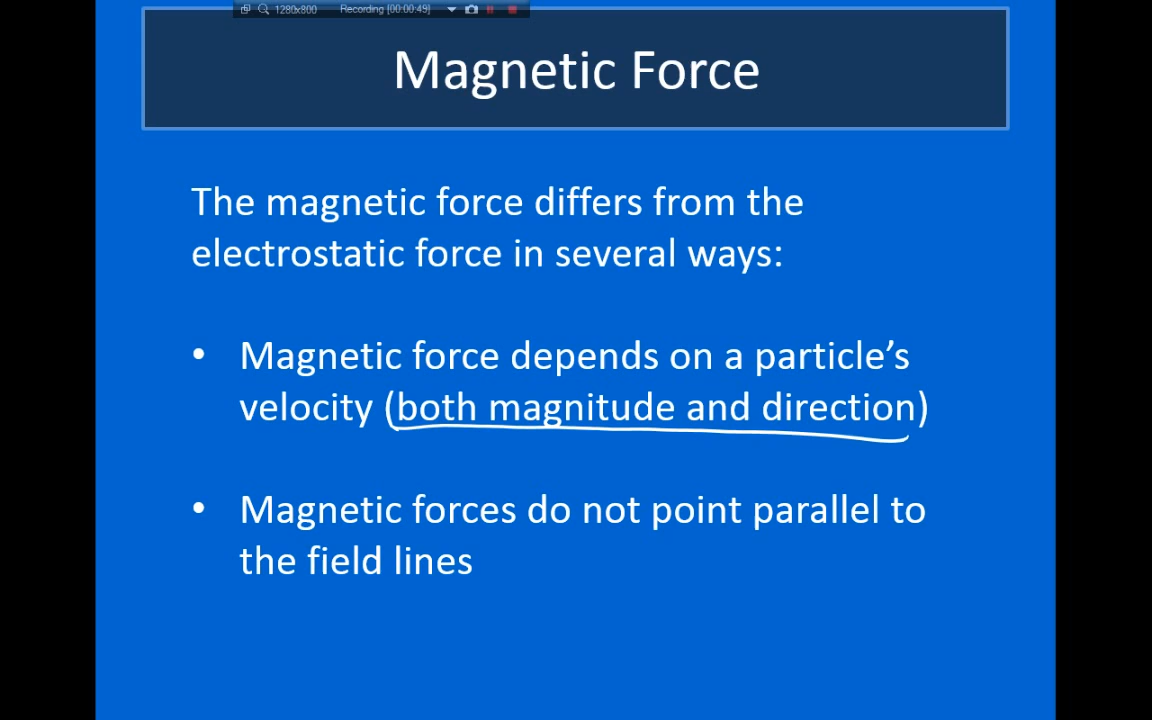 1280x800 Recording [00:00:49]
Magnetic Force
The magnetic force differs from the
electrostatic force in several ways:
• Magnetic force depends on a particle’s
velocity (both magnitude and direction)
• Magnetic forces do not point parallel to
the field lines